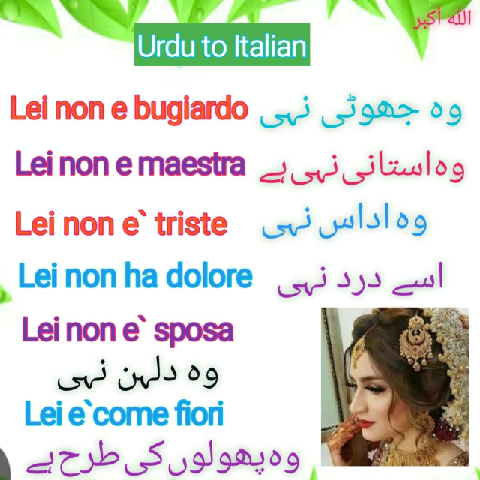 الله أكبر
Urdu to Italian
Lei non e bugiardo وہ جھوٹی نہی
Lei non e maestra وہ استانی نہی ہے
Lei non e` triste وہ اداس نہی
Lei non ha dolore اسے درد نہی
Lei non e` sposa
وہ دلہن نہی
Lei e`come fiori
وہ پھولوں کی طرح ہے